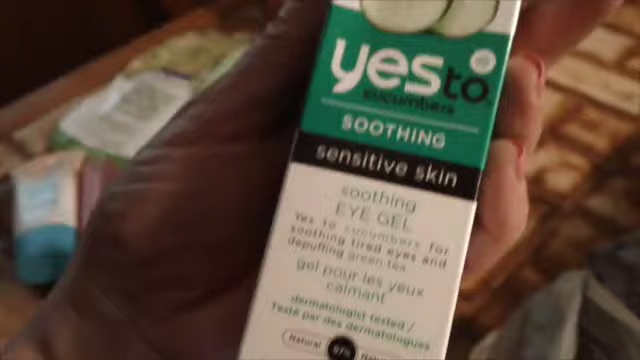 yes to
cucumbers
SOOTHING
sensitive skin
soothing
EYE GEL
Yes to cucumbers for
soothing tired eyes and
depuffing green tea
gel pour les yeux
calmant
dermatologist tested /
Testé par des dermatologues
Natural 97%